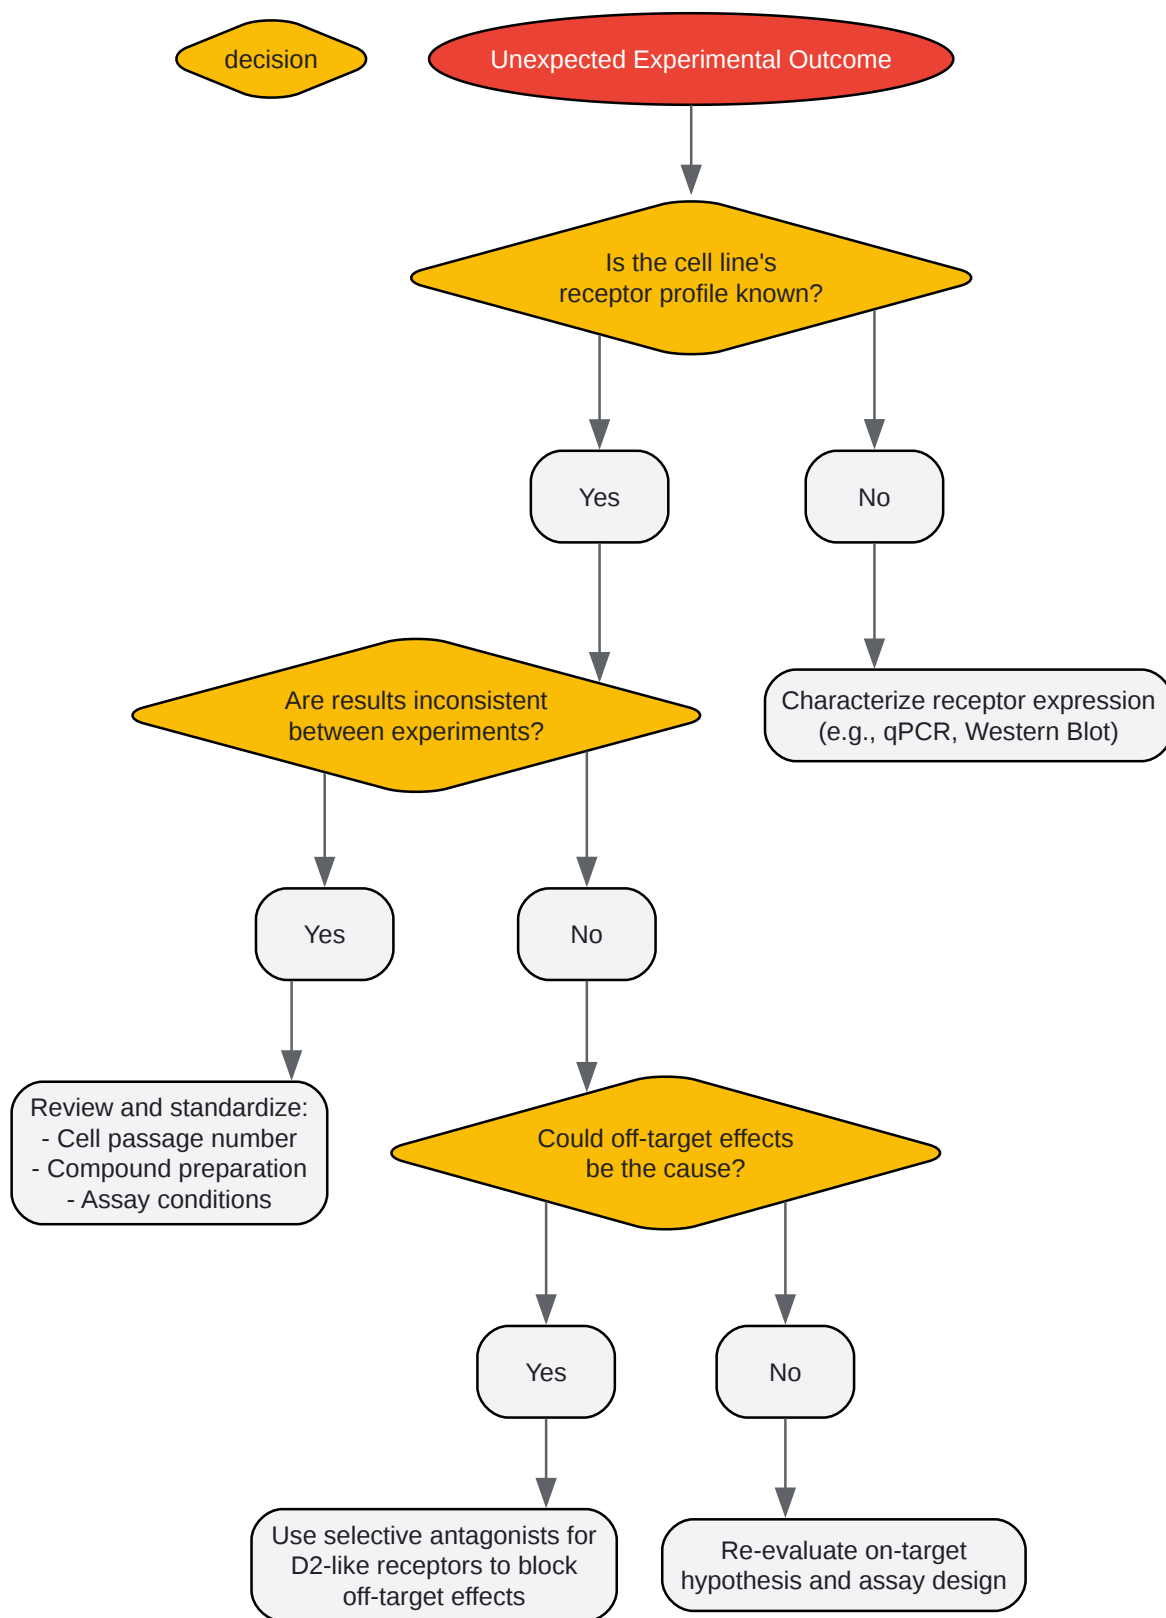 decision
Unexpected Experimental Outcome
Is the cell line's
receptor profile known?
Yes
No
Are results inconsistent
between experiments?
Characterize receptor expression
(e.g., qPCR, Western Blot)
Yes
No
Review and standardize:
- Cell passage number
- Compound preparation
- Assay conditions
Could off-target effects
be the cause?
Yes
No
Use selective antagonists for
D2-like receptors to block
off-target effects
Re-evaluate on-target
hypothesis and assay design